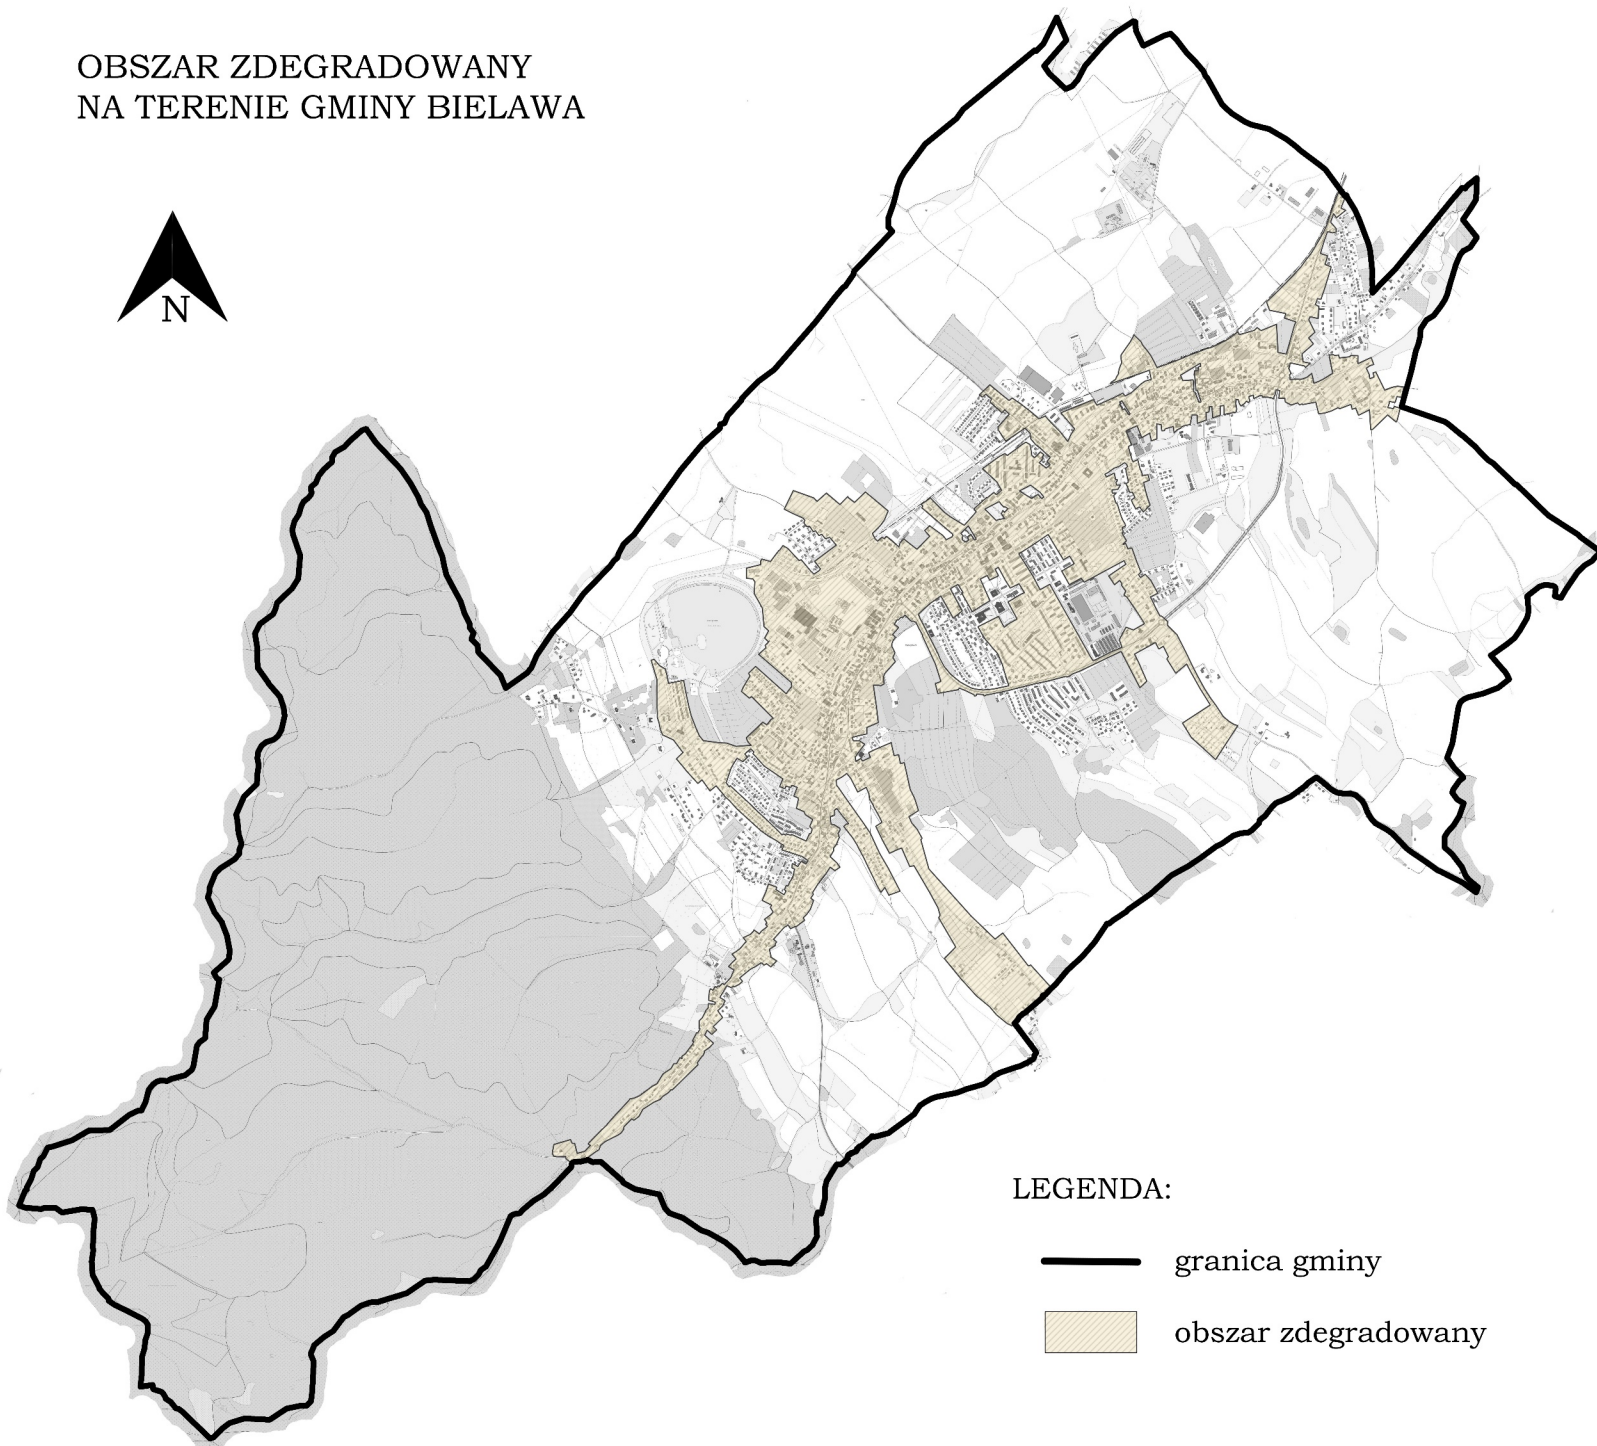 OBSZAR ZDEGRADOWANY
NA TERENIE GMINY BIELAWA
N
LEGENDA:
granica gminy
obszar zdegradowany